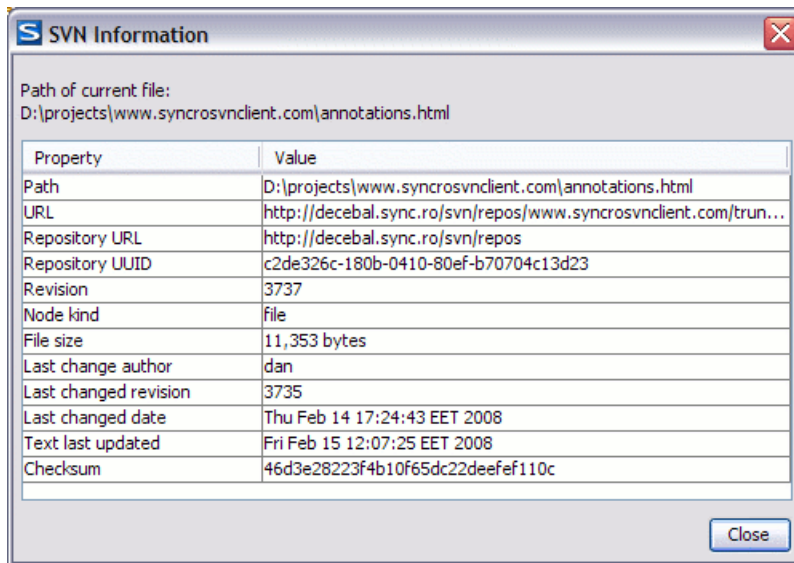 SVN Information
Path of current file:
D:\projects\www.syncrosvnclient.com\annotations.html
Property Value
Path D:\projects\www.syncrosvnclient.com\annotations.html
URL http://decebal.sync.ro/svn/repos/www.syncrosvnclient.com/trun...
Repository URL http://decebal.sync.ro/svn/repos
Repository UUID c2de326c-180b-0410-80ef-b70704c13d23
Revision 3737
Node kind file
File size 11,353 bytes
Last change author dan
Last changed revision 3735
Last changed date Thu Feb 14 17:24:43 EET 2008
Text last updated Fri Feb 15 12:07:25 EET 2008
Checksum 46d3e28223f4b10f65dc22deefef110c
Close